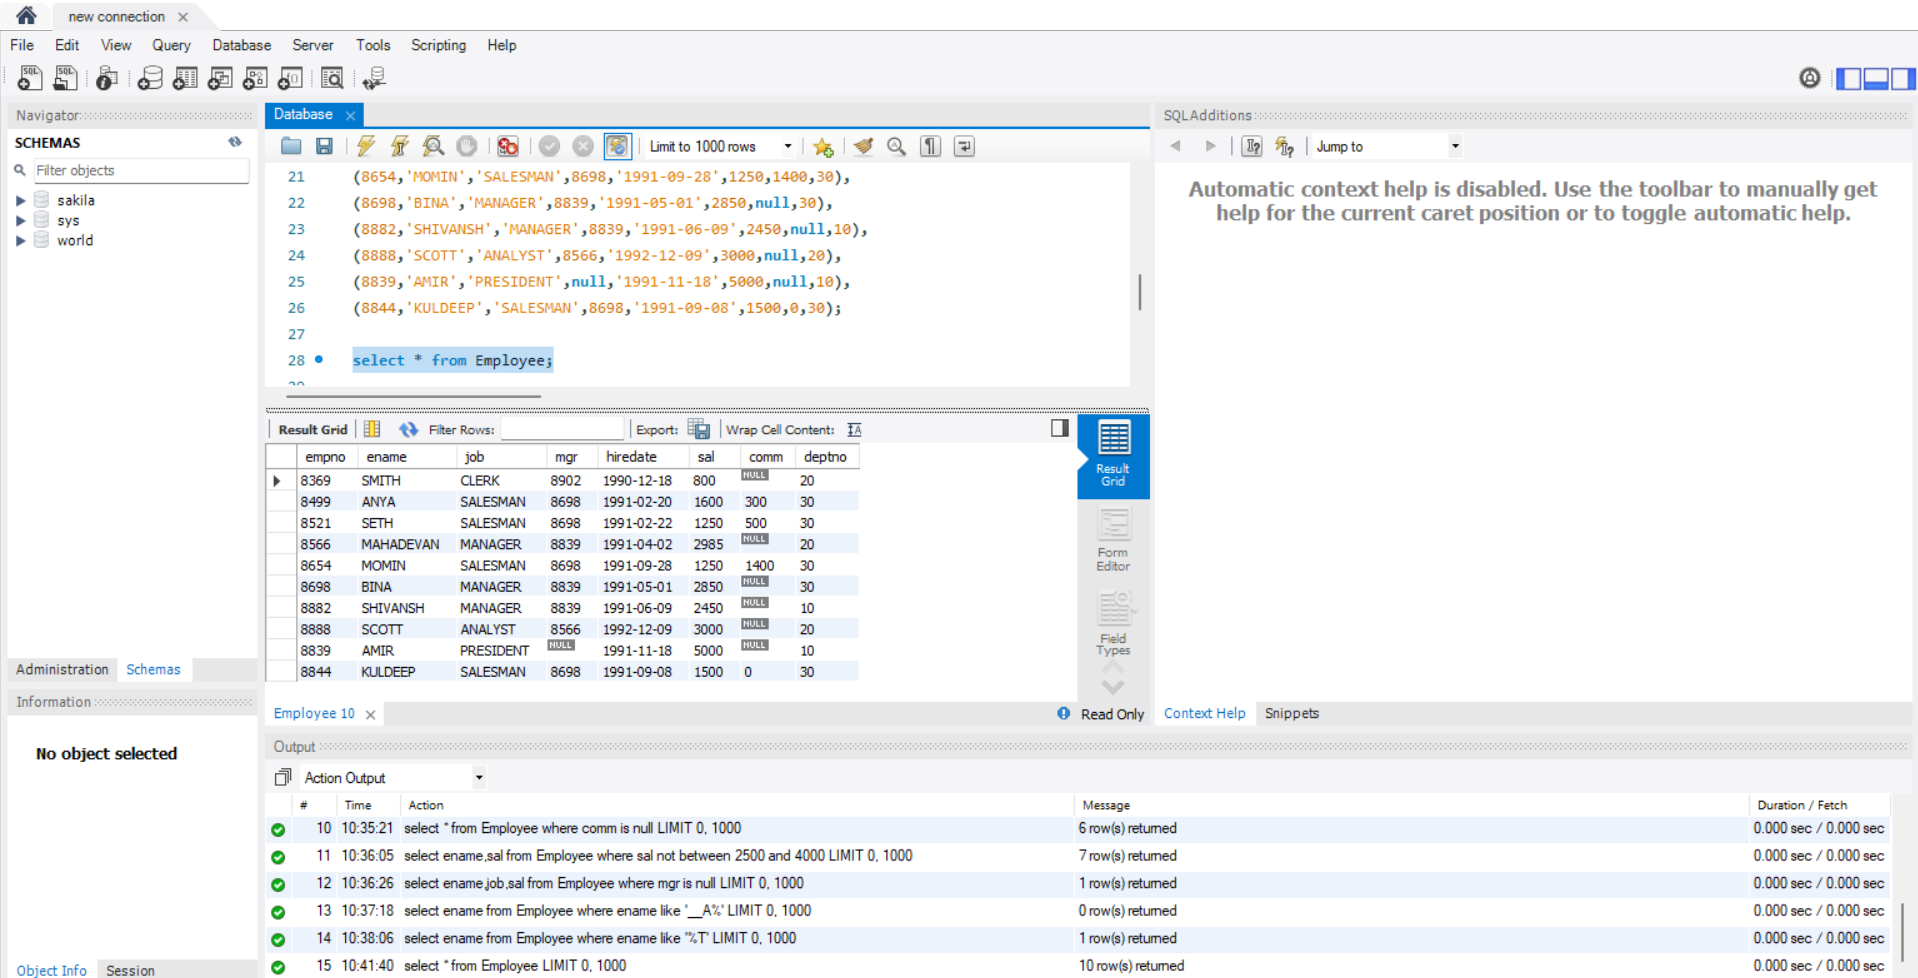 new connection
File Edit View Query Database Server Tools Scripting Help
Navigator
SCHEMAS
Filter objects
sakila
sys
world
Administration Schemas
Information
No object selected
Object Info Session
Database
Limit to 1000 rows
21 (8654,'MOMIN','SALESMAN',8698,'1991-09-28',1250,1400,30),
22 (8698,'BINA','MANAGER',8839,'1991-05-01',2850,null,30),
23 (8882,'SHIVANSH','MANAGER',8839,'1991-06-09',2450,null,10),
24 (8888,'SCOTT','ANALYST',8566,'1992-12-09',3000,null,20),
25 (8839,'AMIR','PRESIDENT',null,'1991-11-18',5000,null,10),
26 (8844,'KULDEEP','SALESMAN',8698,'1991-09-08',1500,0,30);
27
28 select * from Employee;
Result Grid Filter Rows: Export: Wrap Cell Content:
empno ename job mgr hiredate sal comm deptno
8369 SMITH CLERK 8902 1990-12-18 800 NULL 20
8499 ANYA SALESMAN 8698 1991-02-20 1600 300 30
8521 SETH SALESMAN 8698 1991-02-22 1250 500 30
8566 MAHADEVAN MANAGER 8839 1991-04-02 2985 NULL 20
8654 MOMIN SALESMAN 8698 1991-09-28 1250 1400 30
8698 BINA MANAGER 8839 1991-05-01 2850 NULL 30
8882 SHIVANSH MANAGER 8839 1991-06-09 2450 NULL 10
8888 SCOTT ANALYST 8566 1992-12-09 3000 NULL 20
8839 AMIR PRESIDENT NULL 1991-11-18 5000 NULL 10
8844 KULDEEP SALESMAN 8698 1991-09-08 1500 0 30
Result
Grid
Form
Editor
Field
Types
Employee 10
Read Only
SQLAdditions
Jump to
Automatic context help is disabled. Use the toolbar to manually get
help for the current caret position or to toggle automatic help.
Context Help Snippets
Output
Action Output
# Time Action Message Duration / Fetch
10 10:35:21 select * from Employee where comm is null LIMIT 0, 1000 6 row(s) returned 0.000 sec / 0.000 sec
11 10:36:05 select ename,sal from Employee where sal not between 2500 and 4000 LIMIT 0, 1000 7 row(s) returned 0.000 sec / 0.000 sec
12 10:36:26 select ename,job,sal from Employee where mgr is null LIMIT 0, 1000 1 row(s) returned 0.000 sec / 0.000 sec
13 10:37:18 select ename from Employee where ename like '__A%' LIMIT 0, 1000 0 row(s) returned 0.000 sec / 0.000 sec
14 10:38:06 select ename from Employee where ename like '%T' LIMIT 0, 1000 1 row(s) returned 0.000 sec / 0.000 sec
15 10:41:40 select * from Employee LIMIT 0, 1000 10 row(s) returned 0.000 sec / 0.000 sec